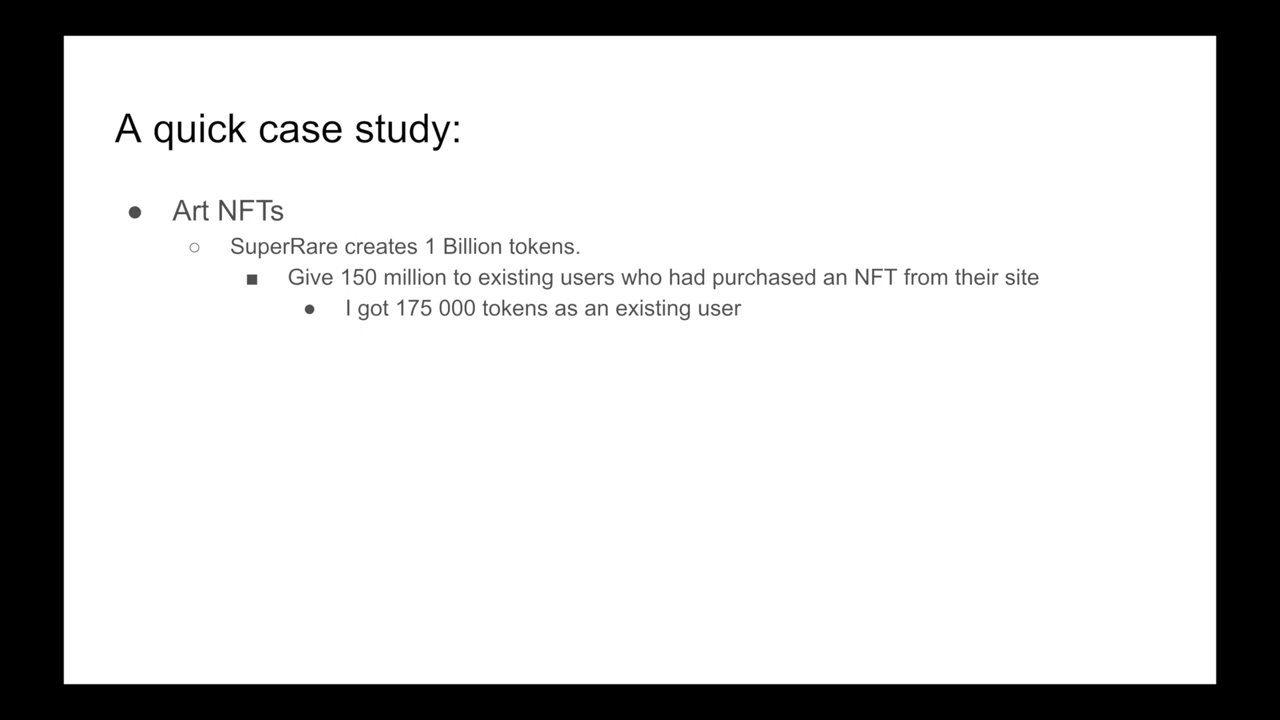 A quick case study:
● Art NFTs
○ SuperRare creates 1 Billion tokens.
■ Give 150 million to existing users who had purchased an NFT from their site
● I got 175 000 tokens as an existing user